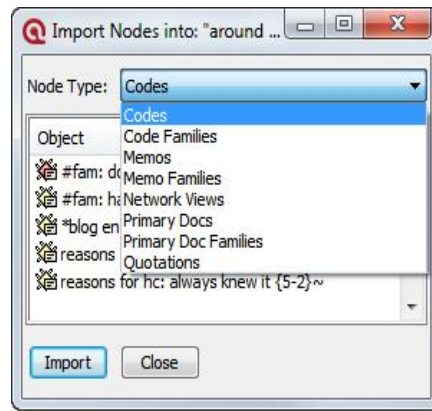 Import Nodes into: "around ...
Node Type: Codes
Codes
Code Families
Memos
Memo Families
Network Views
Primary Docs
Primary Doc Families
Quotations
Object
#fam: d
#fam: ha
*blog en
reasons
reasons for hc: always knew it {5-2}~
Import Close